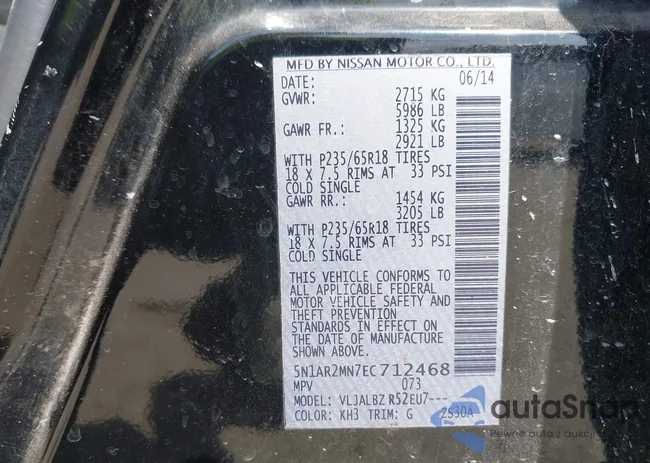 MFD BY NISSAN MOTOR CO., LTD.
DATE: 06/14
GVWR: 2715 KG
5986 LB
GAWR FR.: 1325 KG
2921 LB
WITH P235/65R18 TIRES
18 X 7.5 RIMS AT 33 PSI
COLD SINGLE
GAWR RR.: 1454 KG
3205 LB
WITH P235/65R18 TIRES
18 X 7.5 RIMS AT 33 PSI
COLD SINGLE
THIS VEHICLE CONFORMS TO
ALL APPLICABLE FEDERAL
MOTOR VEHICLE SAFETY AND
THEFT PREVENTION
STANDARDS IN EFFECT ON
THE DATE OF MANUFACTURE
SHOWN ABOVE.
5N1AR2MN7EC712468
MPV 073
MODEL: VLJALBZ R52EU7---
COLOR: KH3 TRIM: G ZS30A
autoSnap
Pewne auta z aukcji